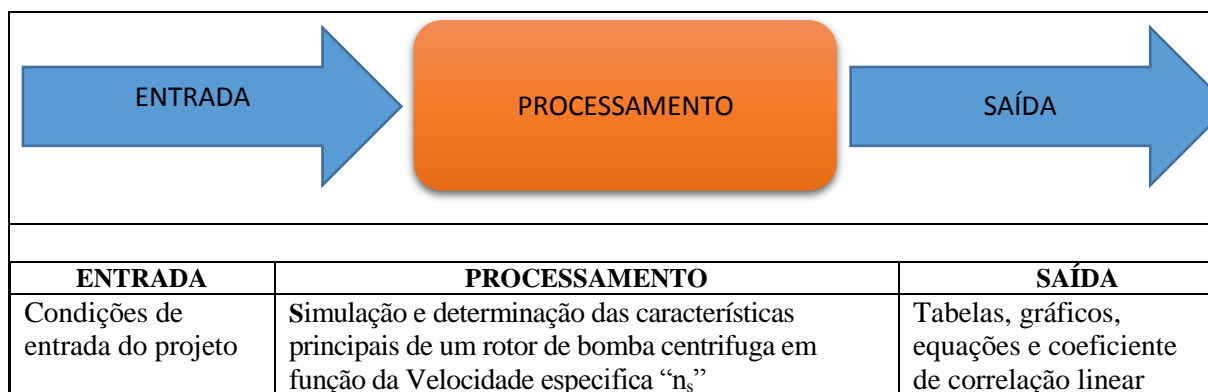 ENTRADA
PROCESSAMENTO
SAÍDA
ENTRADA
PROCESSAMENTO
SAÍDA
Condições de
entrada do projeto
Simulação e determinação das características
principais de um rotor de bomba centrifuga em
função da Velocidade especifica “nₛ”
Tabelas, gráficos,
equações e coeficiente
de correlação linear